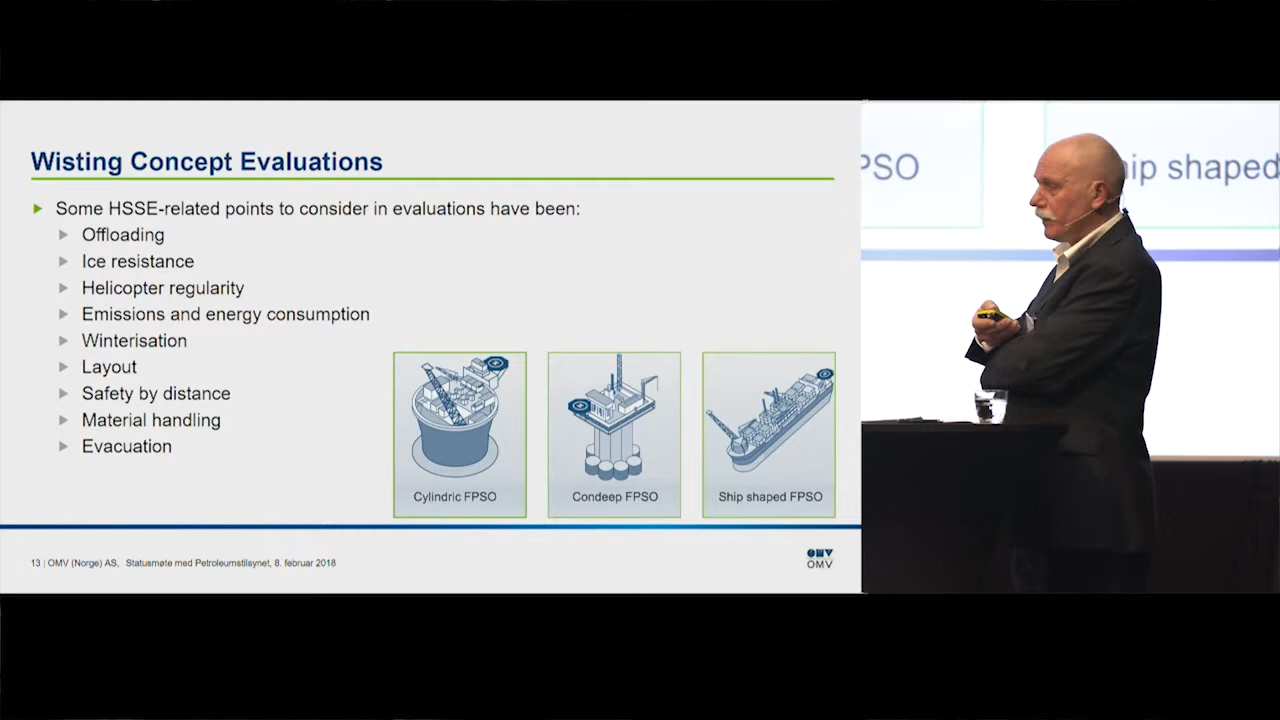 Wisting Concept Evaluations
Some HSSE-related points to consider in evaluations have been:
Offloading
Ice resistance
Helicopter regularity
Emissions and energy consumption
Winterisation
Layout
Safety by distance
Material handling
Evacuation
Cylindric FPSO
Condeep FPSO
Ship shaped FPSO
13 | OMV (Norge) AS, Statusmøte med Petroleumstilsynet, 8. februar 2018
OMV
OMV
PSO
hip shaped